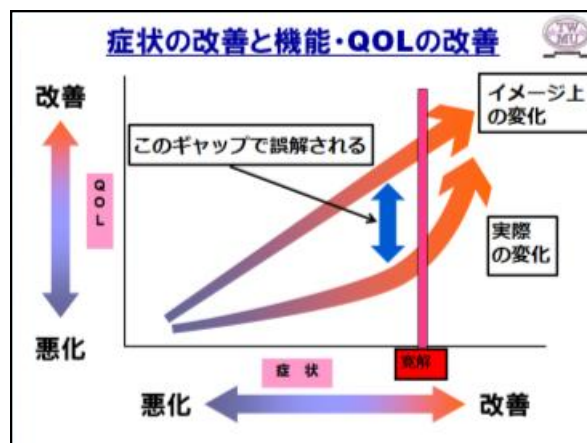 症状の改善と機能・QOLの改善
TW
MU
改善
イメージ上
の変化
このギャップで誤解される
QOL
実際
の変化
悪化
寛解
症 状
悪化
改善